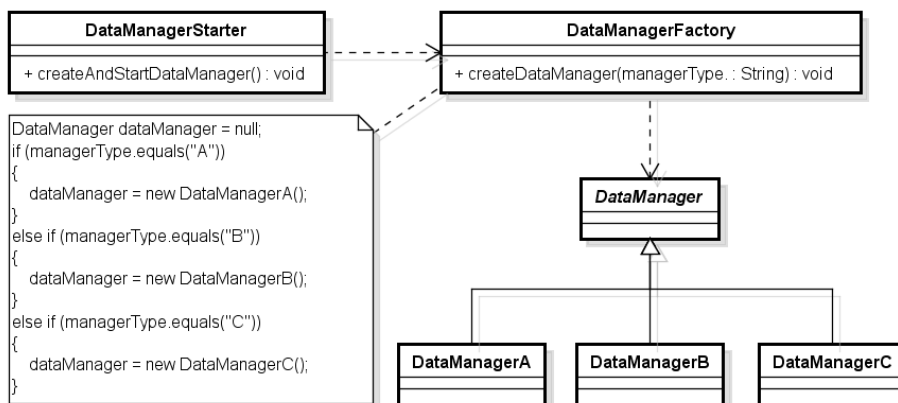 DataManagerStarter
+ createAndStartDataManager() : void
DataManagerFactory
+ createDataManager(managerType. : String) : void
DataManager dataManager = null;
if (managerType.equals("A"))
{
dataManager = new DataManagerA();
}
else if (managerType.equals("B"))
{
dataManager = new DataManagerB();
}
else if (managerType.equals("C"))
{
dataManager = new DataManagerC();
}
DataManager
DataManagerA
DataManagerB
DataManagerC